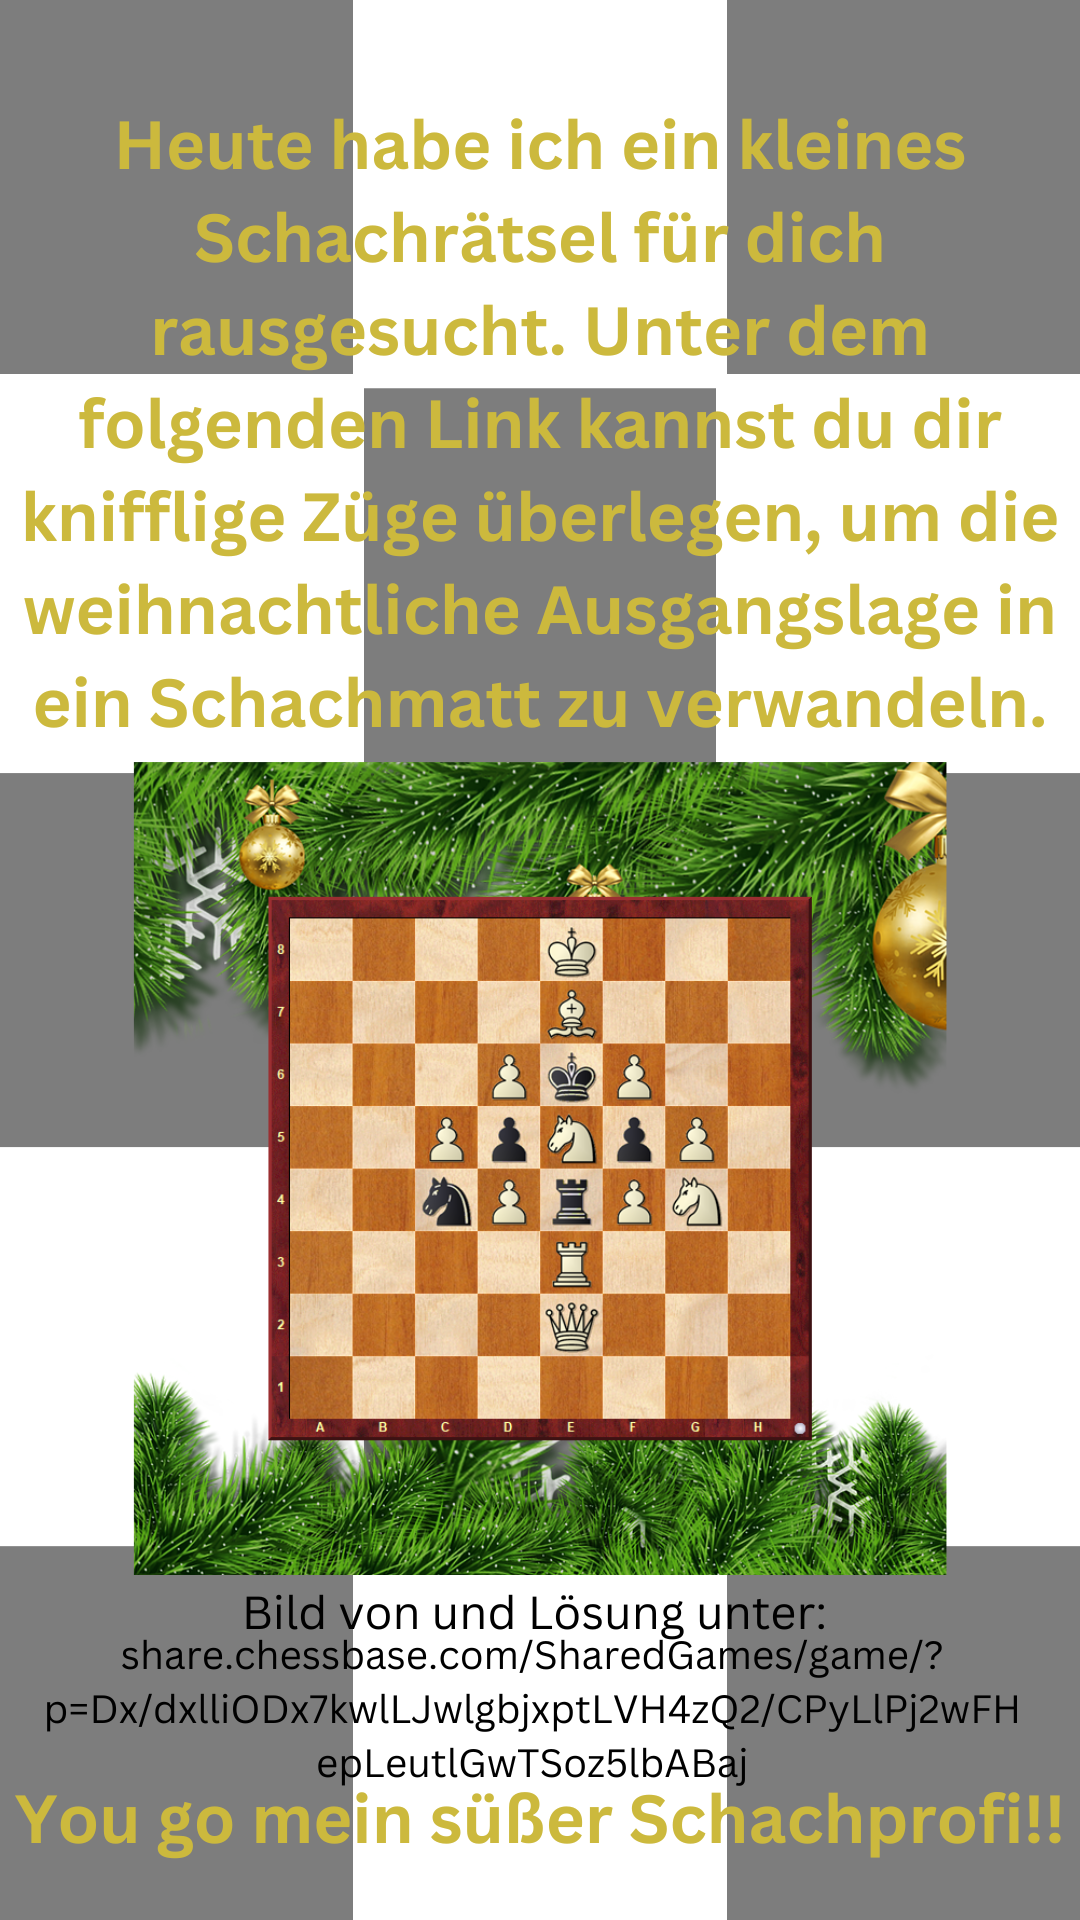 Heute habe ich ein kleines
Schachrätsel für dich
rausgesucht. Unter dem
folgenden Link kannst du dir
knifflige Züge überlegen, um die
weihnachtliche Ausgangslage in
ein Schachmatt zu verwandeln.
8
7
6
5
4
3
2
1
A B C D E F G H
Bild von und Lösung unter:
share.chessbase.com/SharedGames/game/?
p=Dx/dxlliODx7kwlLJwlgbjxptLVH4zQ2/CPyLlPj2wFH
epLeutlGwTSoz5lbABaj
You go mein süßer Schachprofi!!